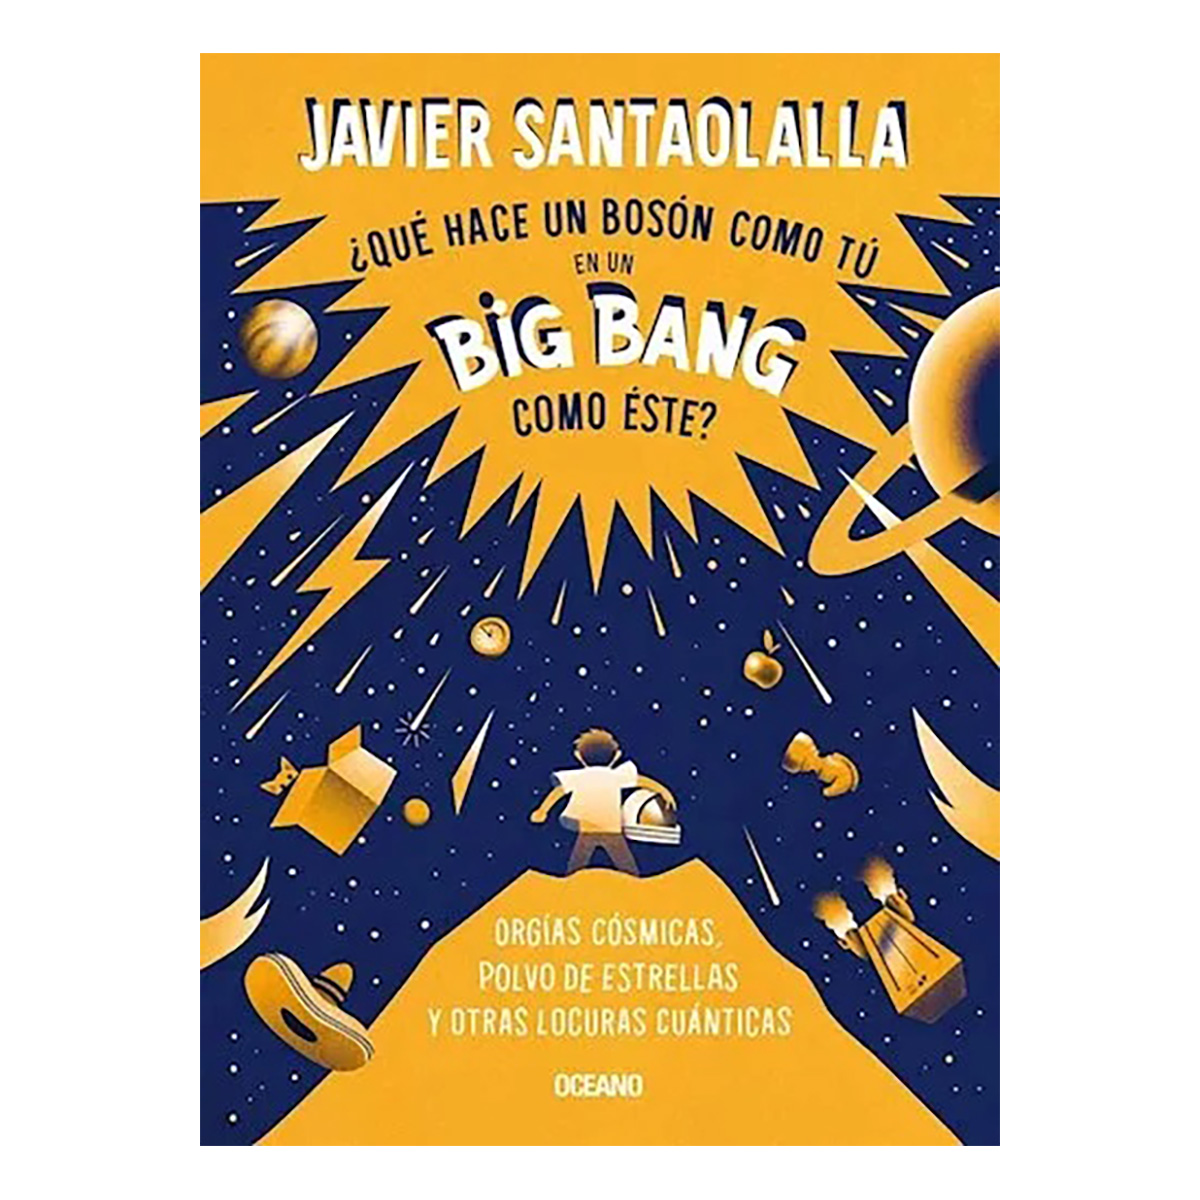 JAVIER SANTAOLALLA
¿QUÉ HACE UN BOSÓN COMO TÚ
EN UN
BiG BANG
COMO ÉSTE?
ORGÍAS CÓSMICAS,
POLVO DE ESTRELLAS
Y OTRAS LOCURAS CUÁNTICAS
OCEANO